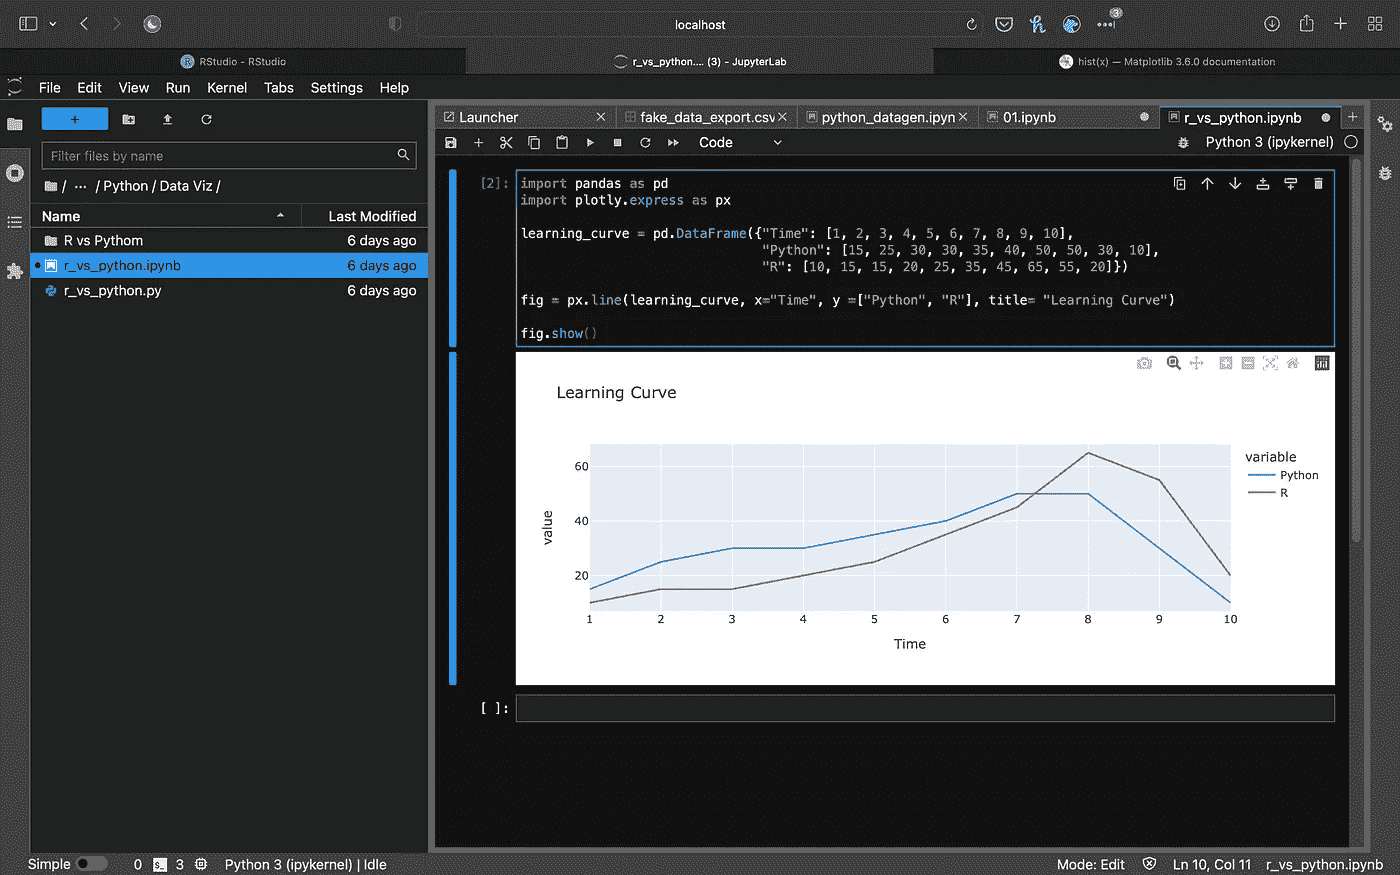 localhost
3
RStudio - RStudio
r_vs_python.... (3) - JupyterLab
hist(x) — Matplotlib 3.6.0 documentation
File Edit View Run Kernel Tabs Settings Help
+
Filter files by name
/ ··· / Python / Data Viz /
Name Last Modified
R vs Pythom 6 days ago
r_vs_python.ipynb 6 days ago
r_vs_python.py 6 days ago
Launcher
fake_data_export.csv
python_datagen.ipyn
01.ipynb
r_vs_python.ipynb
Code
Python 3 (ipykernel)
[2]:
import pandas as pd
import plotly.express as px
learning_curve = pd.DataFrame({"Time": [1, 2, 3, 4, 5, 6, 7, 8, 9, 10],
"Python": [15, 25, 30, 30, 35, 40, 50, 50, 30, 10],
"R": [10, 15, 15, 20, 25, 35, 45, 65, 55, 20]})
fig = px.line(learning_curve, x="Time", y =["Python", "R"], title= "Learning Curve")
fig.show()
Learning Curve
variable
Python
R
60
40
20
value
1 2 3 4 5 6 7 8 9 10
Time
[ ]:
Simple 0 3 Python 3 (ipykernel) | Idle
Mode: Edit Ln 10, Col 11 r_vs_python.ipynb